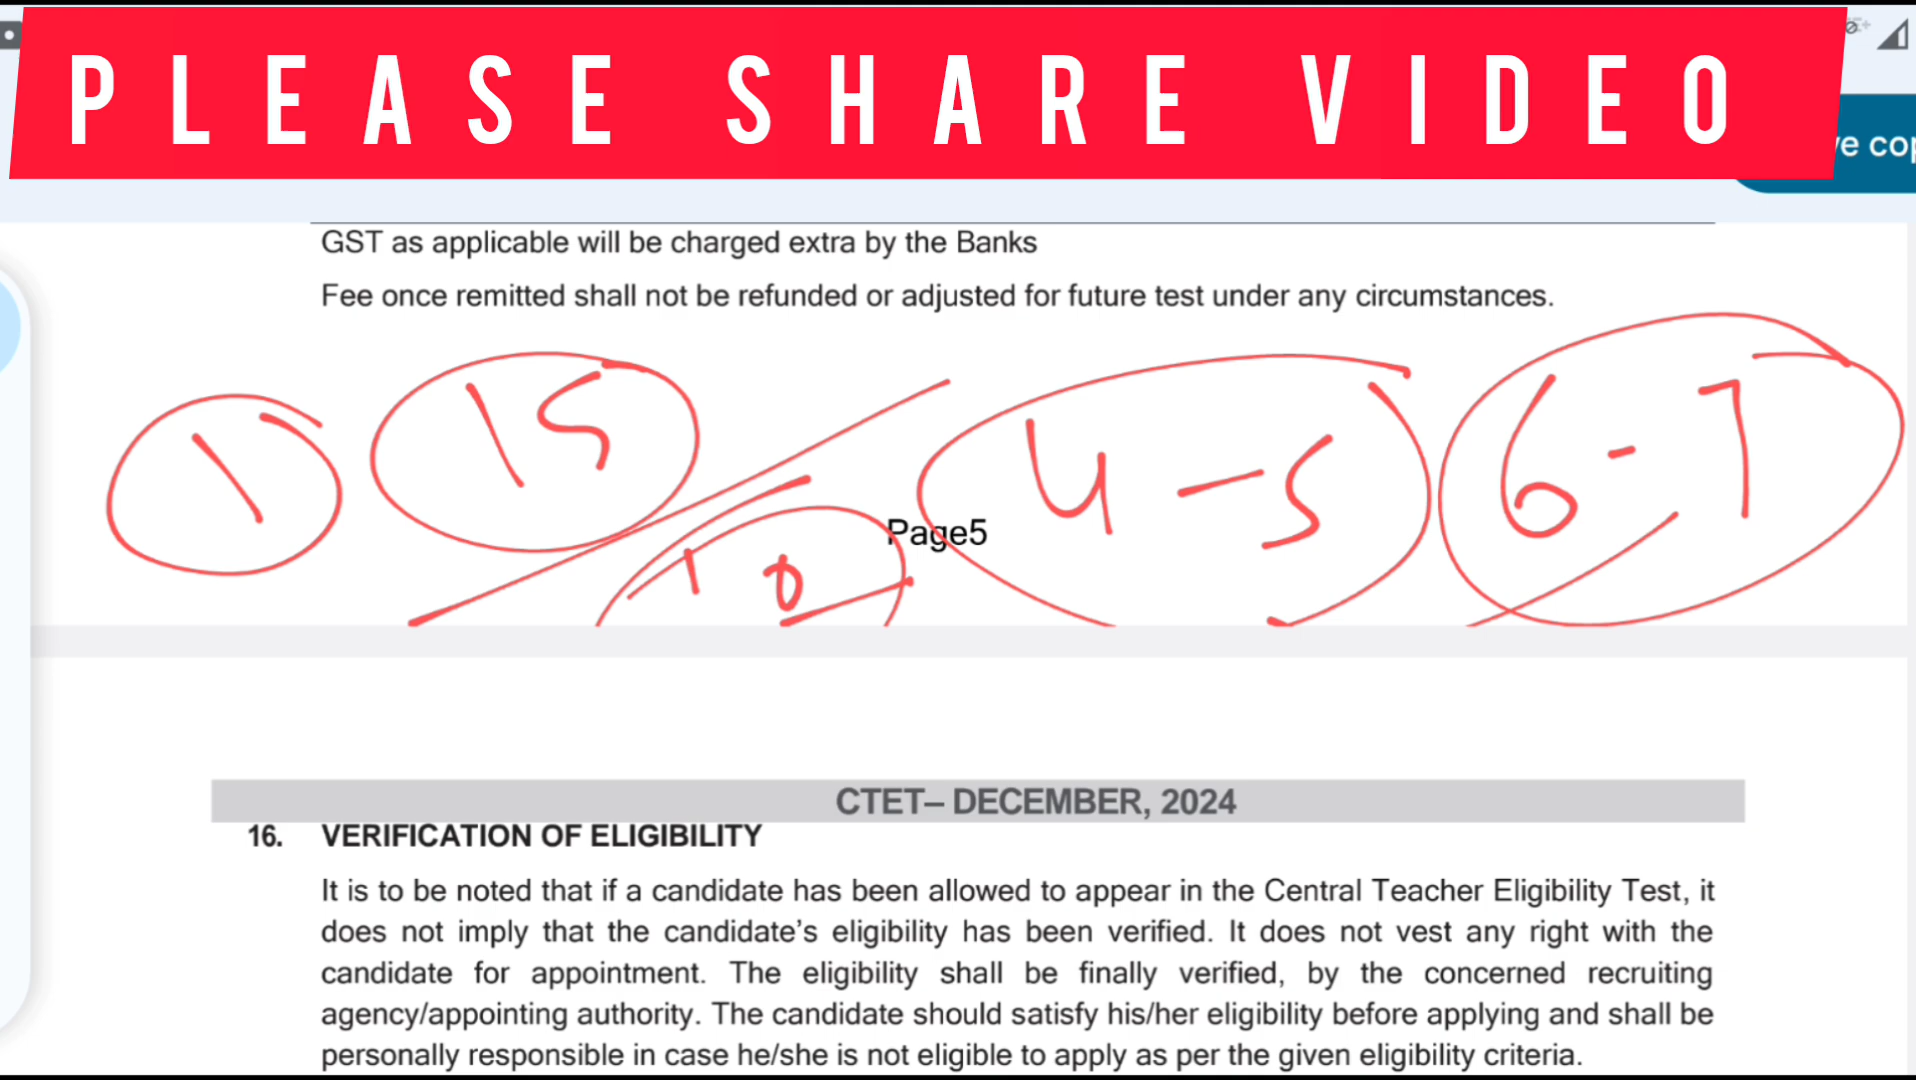 PLEASE SHARE VIDEO
GST as applicable will be charged extra by the Banks
Fee once remitted shall not be refunded or adjusted for future test under any circumstances.
1 15 4-5 6-7
10
Page5
CTET– DECEMBER, 2024
16. VERIFICATION OF ELIGIBILITY
It is to be noted that if a candidate has been allowed to appear in the Central Teacher Eligibility Test, it
does not imply that the candidate’s eligibility has been verified. It does not vest any right with the
candidate for appointment. The eligibility shall be finally verified, by the concerned recruiting
agency/appointing authority. The candidate should satisfy his/her eligibility before applying and shall be
personally responsible in case he/she is not eligible to apply as per the given eligibility criteria.